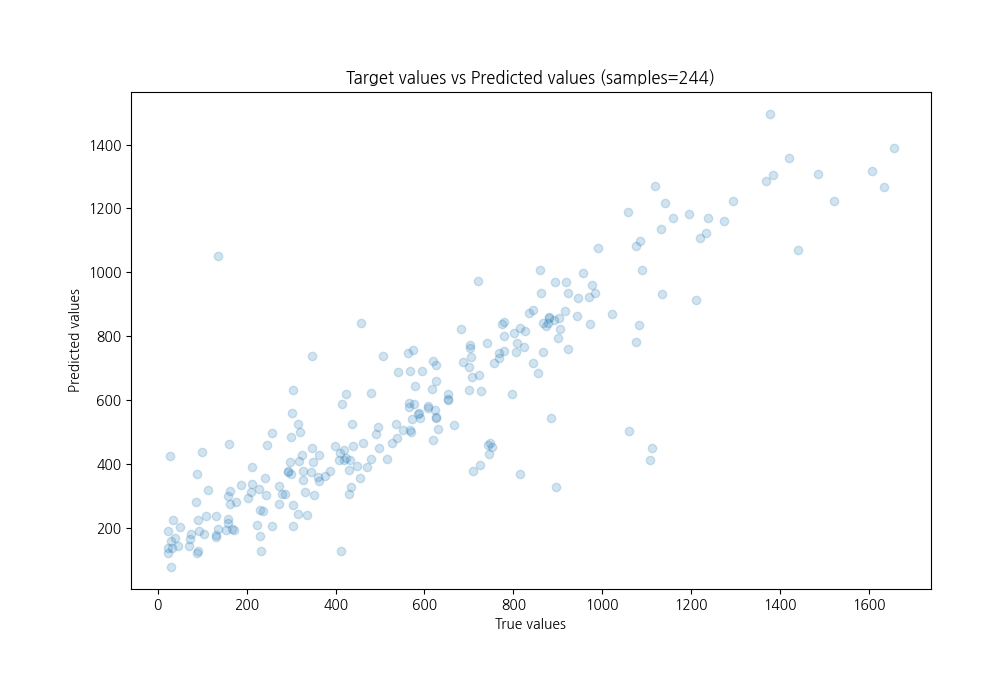 Target values vs Predicted values (samples=244)
Predicted values
1400
1200
1000
800
600
400
200
0 200 400 600 800 1000 1200 1400 1600
True values